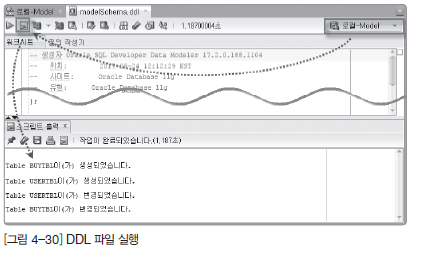 로컬-Model × modelSchema.ddl ×
1.18700004초 로컬-Model
워크시트 작성기
-- 생성자 Oracle SQL Developer Data Modeler 17.2.0.188.1104
-- 위치: 12:12:29 KST
-- 사이트: Oracle Database 11g
-- 유형: Oracle Database 11g
);
스크립트 출력 ×
작업이 완료되었습니다.(1,187초)
Table BUYTBL이(가) 생성되었습니다.
Table USERTBL이(가) 생성되었습니다.
Table USERTBL이(가) 변경되었습니다.
Table BUYTBL이(가) 변경되었습니다.
[그림 4-30] DDL 파일 실행